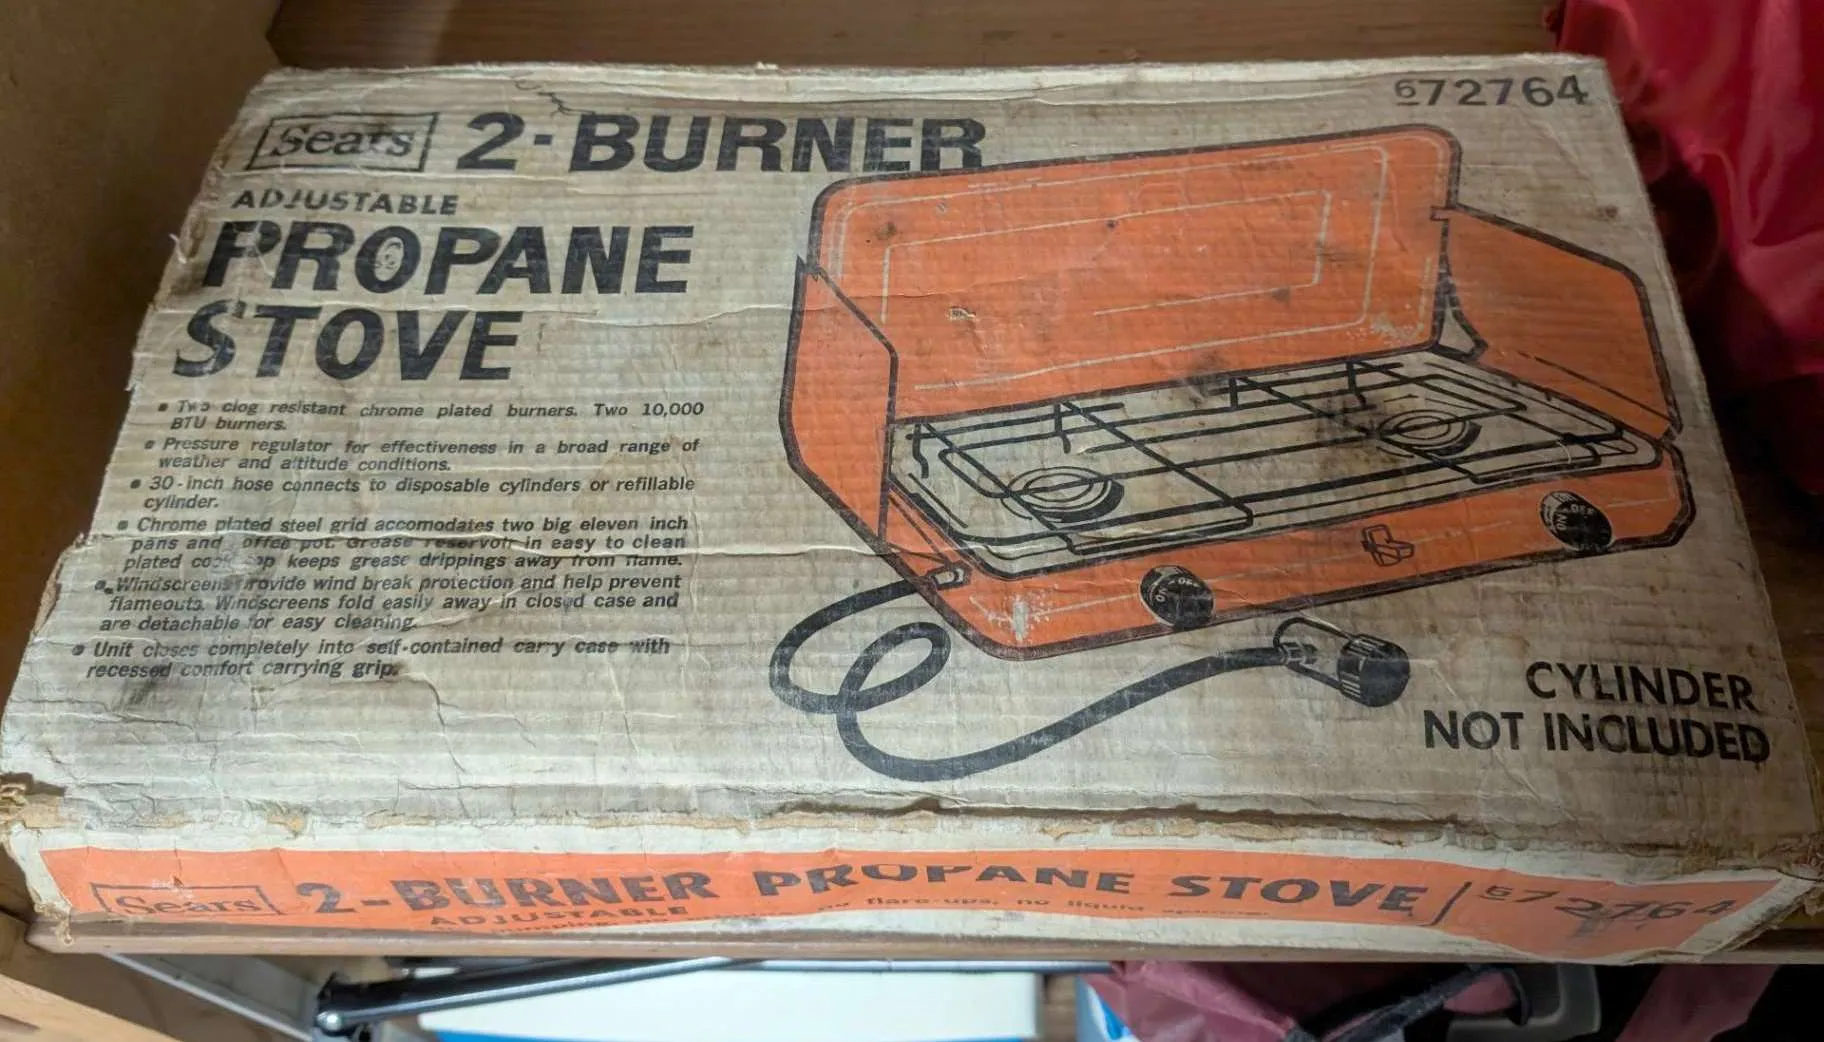 672764
Sears 2-BURNER
ADJUSTABLE
PROPANE
STOVE
• Two clog resistant chrome plated burners. Two 10,000
BTU burners.
• Pressure regulator for effectiveness in a broad range of
weather and altitude conditions.
• 30-inch hose connects to disposable cylinders or refillable
cylinder.
• Chrome plated steel grid accomodates two big eleven inch
pans and coffee pot. Grease reservoir in easy to clean
plated cook top keeps grease drippings away from flame.
• Windscreens provide wind break protection and help prevent
flameouts. Windscreens fold easily away in closed case and
are detachable for easy cleaning.
• Unit closes completely into self-contained carry case with
recessed comfort carrying grip.
OFF
ON
OFF
ON
CYLINDER
NOT INCLUDED
Sears 2-BURNER PROPANE STOVE / 672764
ADJUSTABLE
pumping, no flare-ups, no liquid